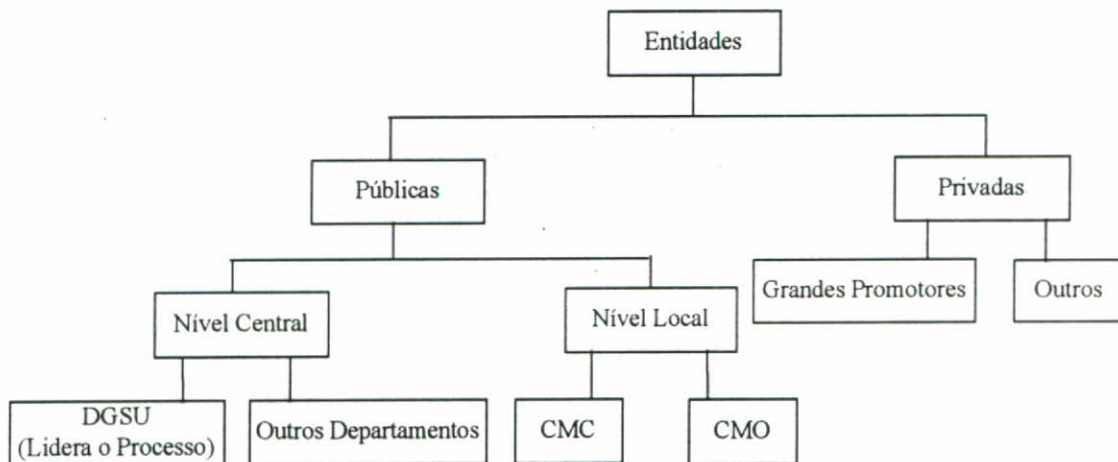 Entidades
Públicas
Privadas
Grandes Promotores
Outros
Nível Central
Nível Local
DGSU
(Lidera o Processo)
Outros Departamentos
CMC
CMO